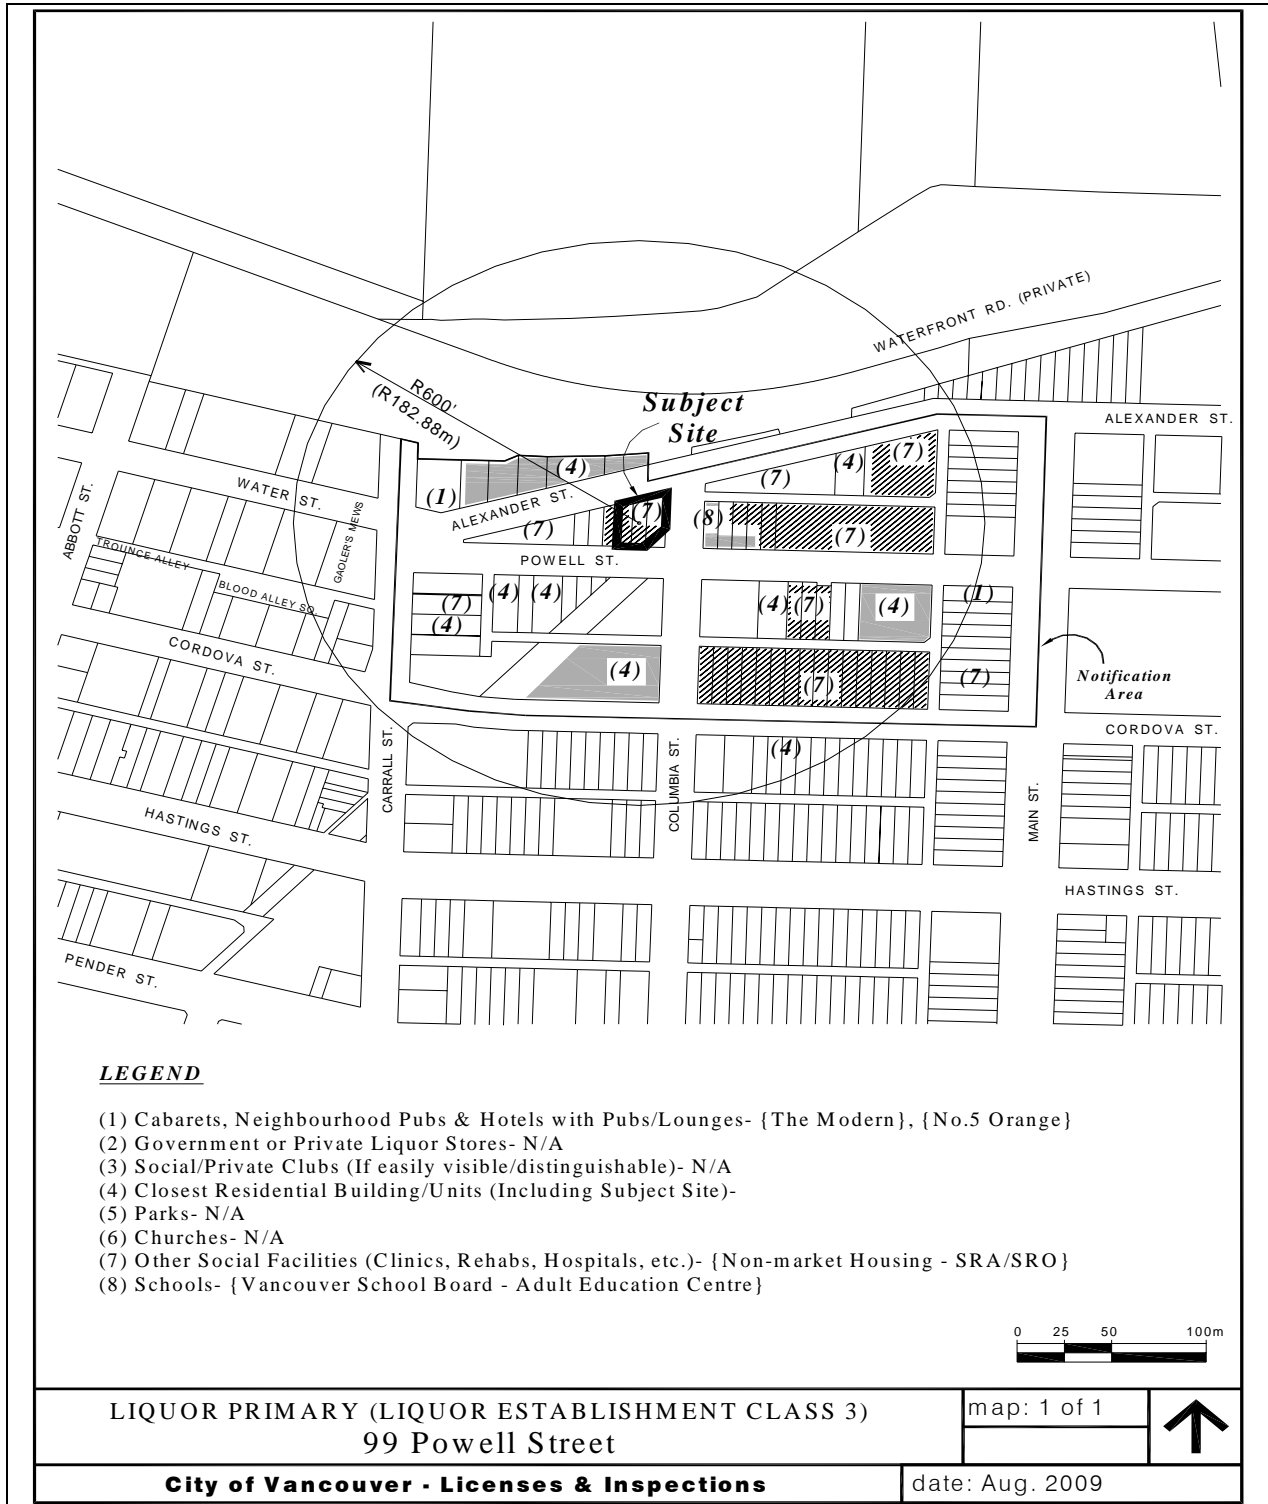 WATERFRONT RD. (PRIVATE)
R600'
(R182.88m)
Subject
Site
ALEXANDER ST.
(7)
(4)
(4)
(7)
(1)
WATER ST.
ALEXANDER ST.
(7)
(8)
(7)
(7)
ABBOTT ST.
GAOLER'S MEWS
TROUNCE ALLEY
POWELL ST.
BLOOD ALLEY SQ.
(7)
(4)
(4)
(4)
(4)
(7)
(4)
(1)
CORDOVA ST.
(4)
(7)
(7)
Notification
Area
CORDOVA ST.
(4)
CARRALL ST.
COLUMBIA ST.
MAIN ST.
HASTINGS ST.
HASTINGS ST.
PENDER ST.
LEGEND
(1) Cabarets, Neighbourhood Pubs & Hotels with Pubs/Lounges- {The Modern}, {No.5 Orange}
(2) Government or Private Liquor Stores- N/A
(3) Social/Private Clubs (If easily visible/distinguishable)- N/A
(4) Closest Residential Building/Units (Including Subject Site)-
(5) Parks- N/A
(6) Churches- N/A
(7) Other Social Facilities (Clinics, Rehabs, Hospitals, etc.)- {Non-market Housing - SRA/SRO}
(8) Schools- {Vancouver School Board - Adult Education Centre}
0 25 50 100m
LIQUOR PRIMARY (LIQUOR ESTABLISHMENT CLASS 3)
99 Powell Street
map: 1 of 1
City of Vancouver - Licenses & Inspections
date: Aug. 2009